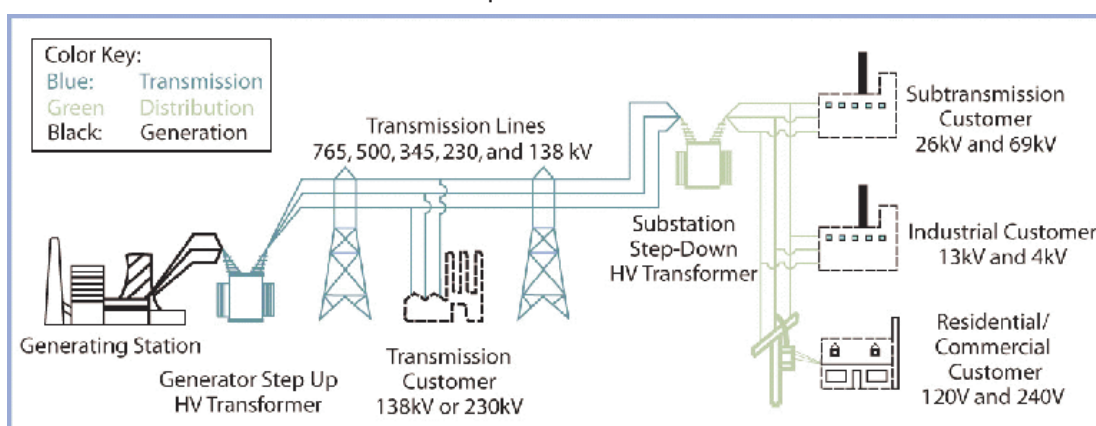 Color Key:
Blue: Transmission
Green Distribution
Black: Generation
Transmission Lines
765, 500, 345, 230, and 138 kV
Subtransmission
Customer
26kV and 69kV
Substation
Step-Down
HV Transformer
Industrial Customer
13kV and 4kV
Generating Station
Generator Step Up
HV Transformer
Transmission
Customer
138kV or 230kV
Residential/
Commercial
Customer
120V and 240V